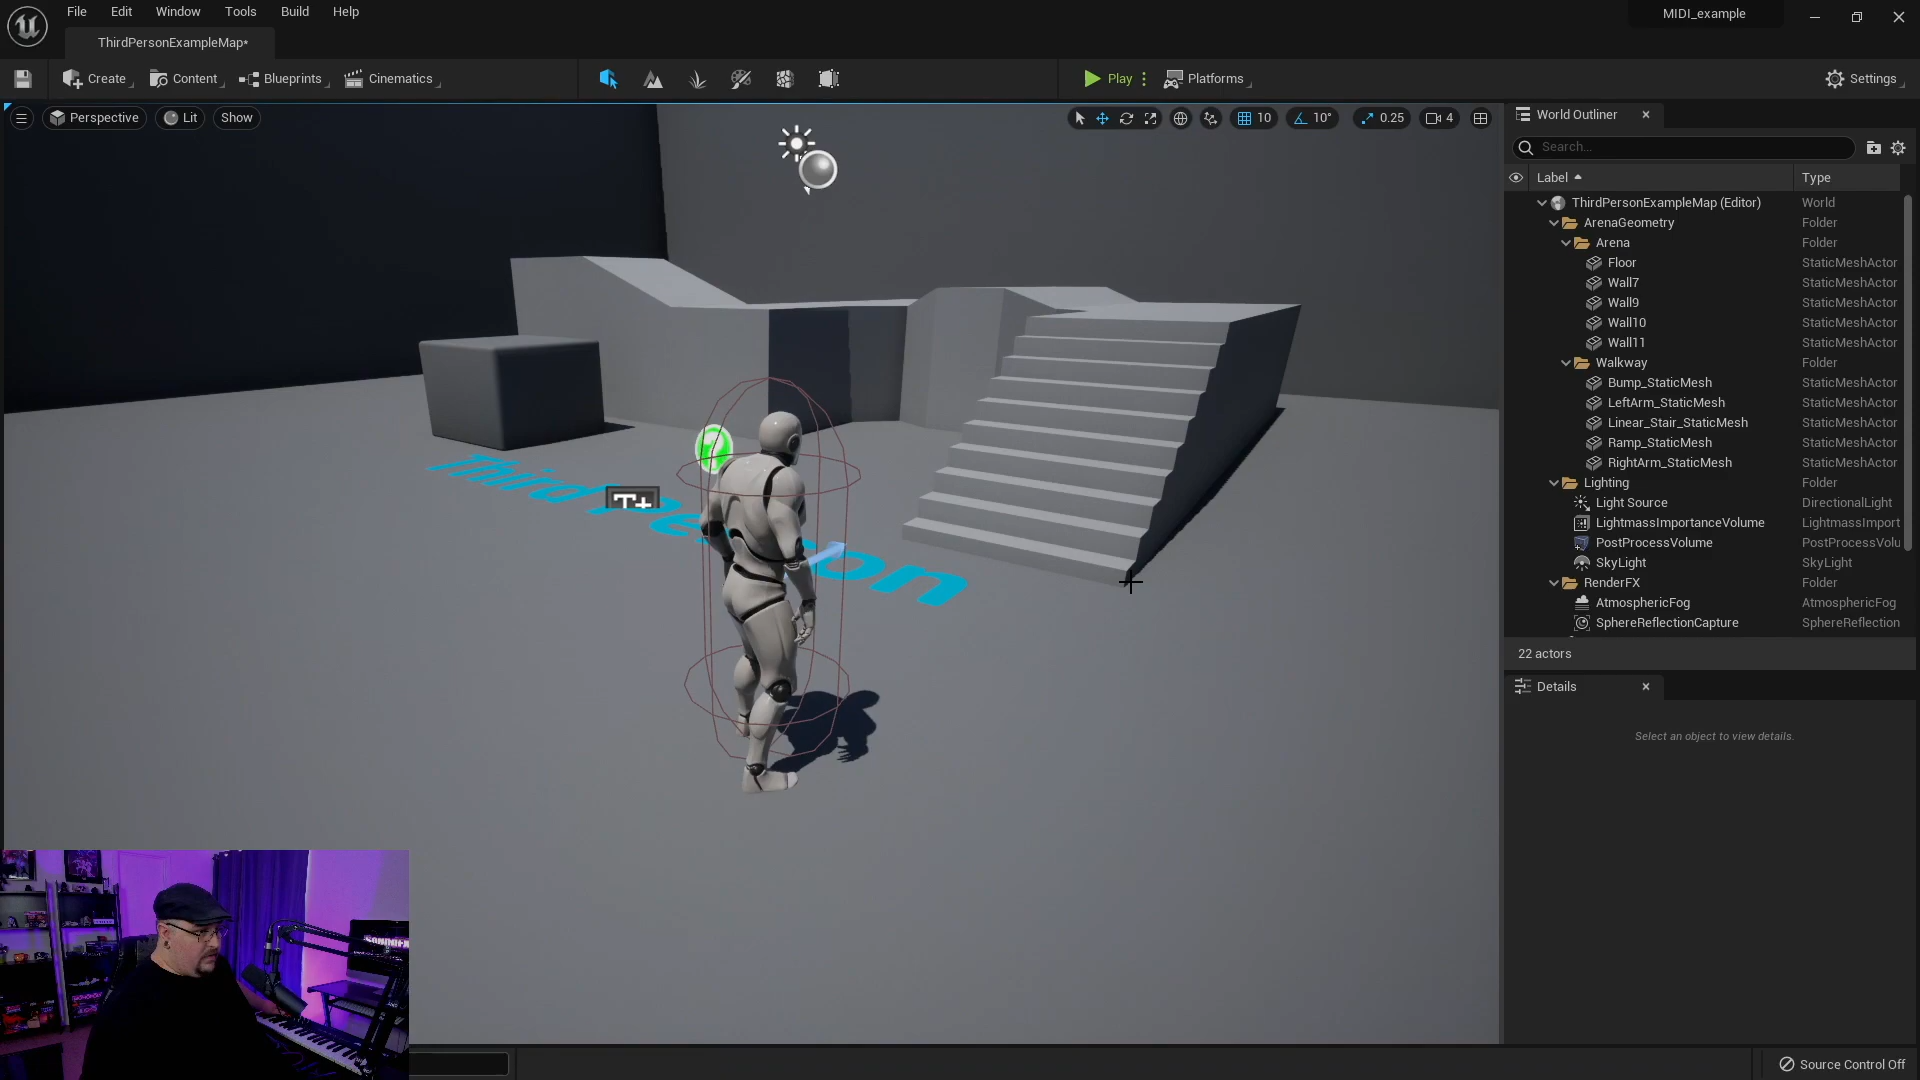 File Edit Window Tools Build Help
MIDI_example
ThirdPersonExampleMap*
Create Content Blueprints Cinematics Play Platforms Settings
Perspective Lit Show 10 10° 0.25 4
World Outliner
Search...
Label Type
ThirdPersonExampleMap (Editor) World
ArenaGeometry Folder
Arena Folder
Floor StaticMeshActor
Wall7 StaticMeshActor
Wall9 StaticMeshActor
Wall10 StaticMeshActor
Wall11 StaticMeshActor
Walkway Folder
Bump_StaticMesh StaticMeshActor
LeftArm_StaticMesh StaticMeshActor
Linear_Stair_StaticMesh StaticMeshActor
Ramp_StaticMesh StaticMeshActor
RightArm_StaticMesh StaticMeshActor
Lighting Folder
Light Source DirectionalLight
LightmassImportanceVolume LightmassImport
PostProcessVolume PostProcessVolu
SkyLight SkyLight
RenderFX Folder
AtmosphericFog AtmosphericFog
SphereReflectionCapture SphereReflection
22 actors
Details
Select an object to view details.
Third Person
T+
Source Control Off